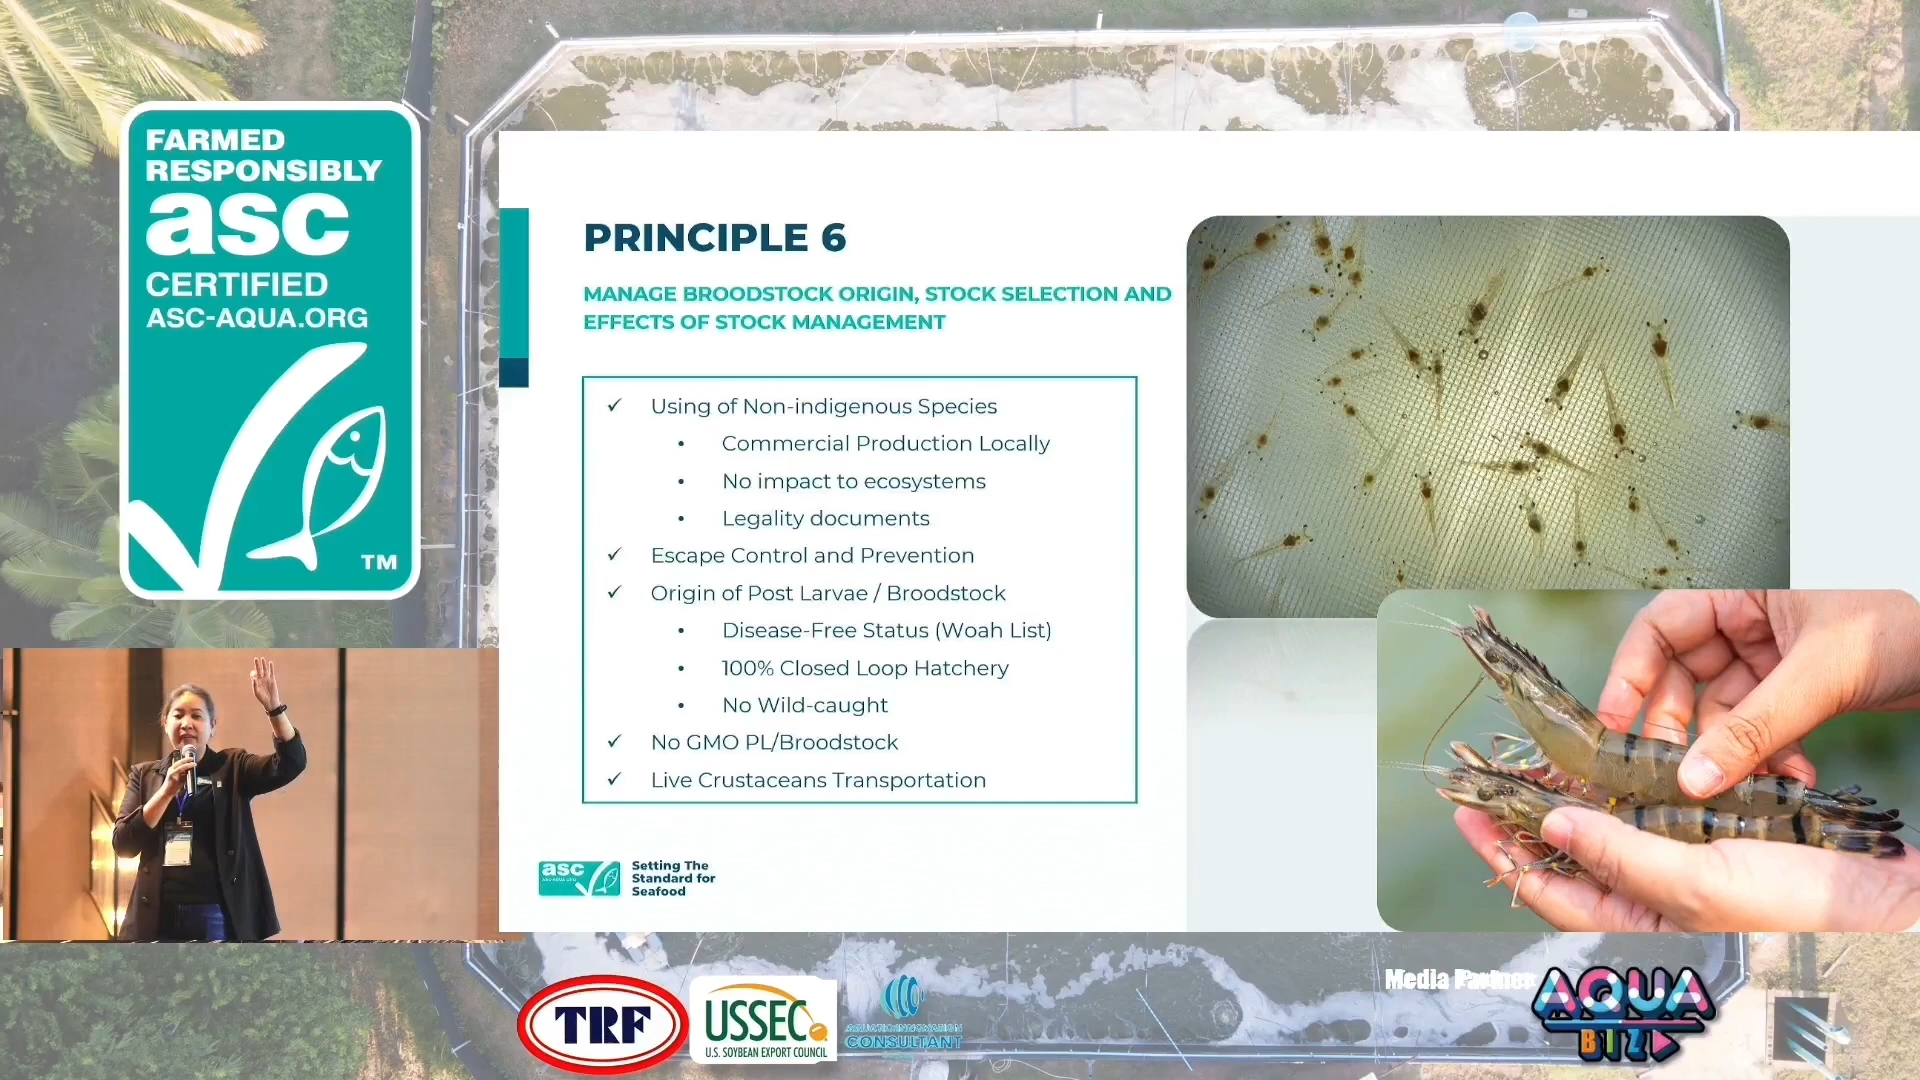 FARMED
RESPONSIBLY
asc
CERTIFIED
ASC-AQUA.ORG
TM
PRINCIPLE 6
MANAGE BROODSTOCK ORIGIN, STOCK SELECTION AND
EFFECTS OF STOCK MANAGEMENT
✓ Using of Non-indigenous Species
• Commercial Production Locally
• No impact to ecosystems
• Legality documents
✓ Escape Control and Prevention
✓ Origin of Post Larvae / Broodstock
• Disease-Free Status (Woah List)
• 100% Closed Loop Hatchery
• No Wild-caught
✓ No GMO PL/Broodstock
✓ Live Crustaceans Transportation
asc
Setting The
Standard for
Seafood
TRF
USSEC
U.S. SOYBEAN EXPORT COUNCIL
AQUATIC INNOVATION
CONSULTANT
Media Partner
AQUA
BIZ